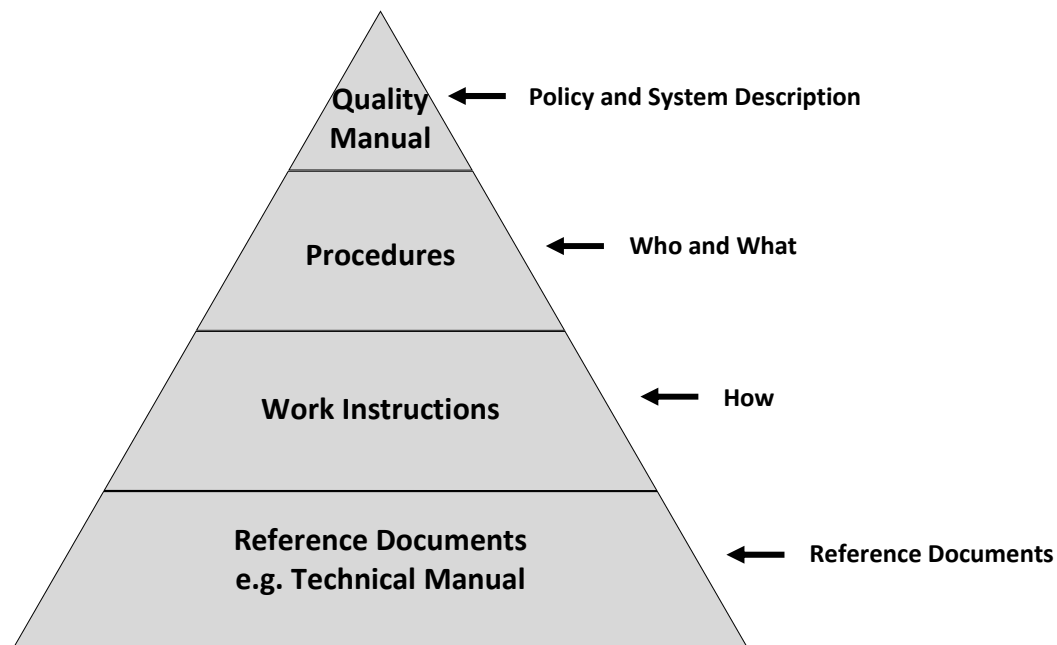 Quality
Manual
Policy and System Description
Procedures
Who and What
Work Instructions
How
Reference Documents
e.g. Technical Manual
Reference Documents